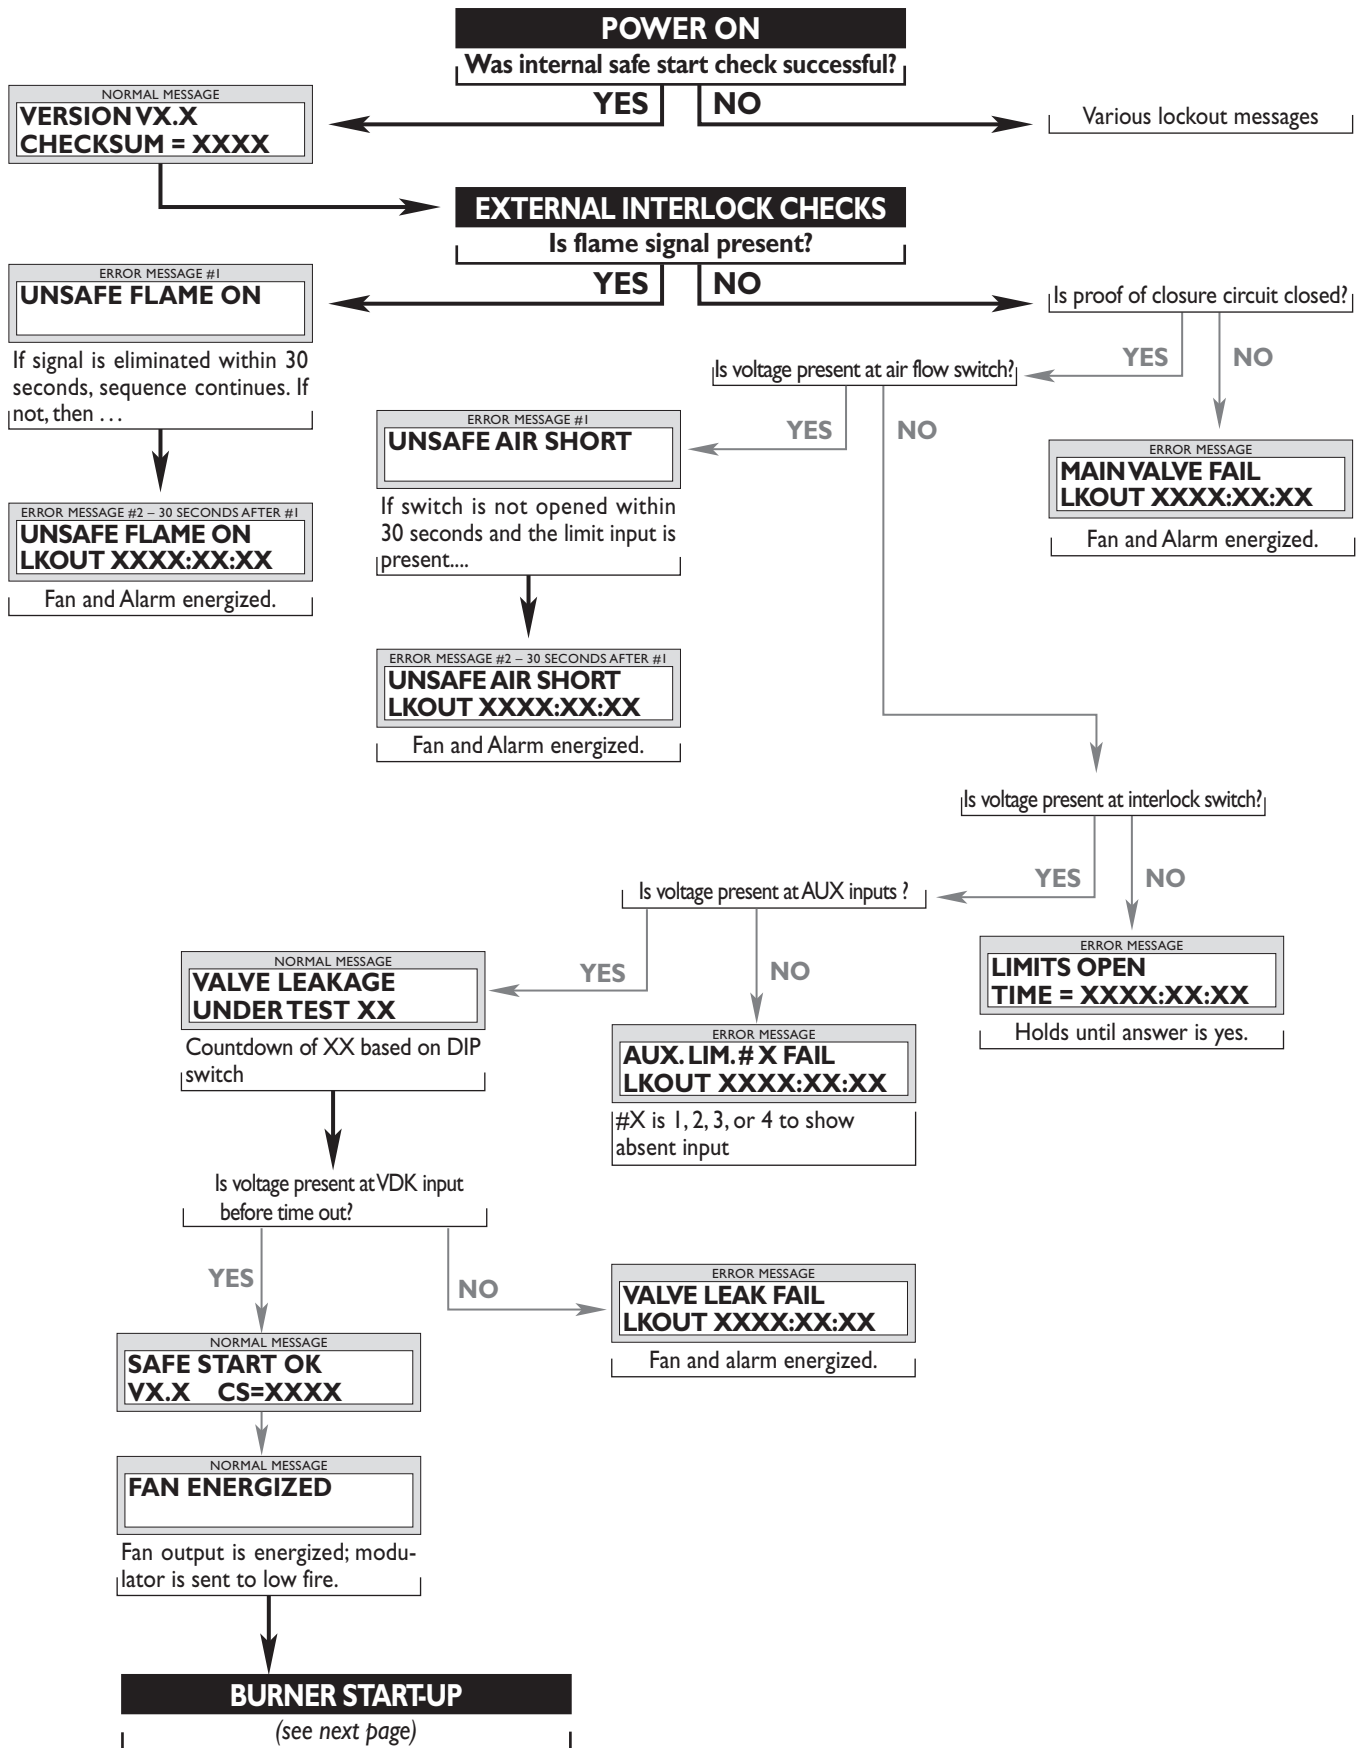 POWER ON
Was internal safe start check successful?
YES
NO
NORMAL MESSAGE
VERSION VX.X
CHECKSUM = XXXX
Various lockout messages
EXTERNAL INTERLOCK CHECKS
Is flame signal present?
YES
NO
ERROR MESSAGE #1
UNSAFE FLAME ON
If signal is eliminated within 30
seconds, sequence continues. If
not, then . . .
ERROR MESSAGE #2 – 30 SECONDS AFTER #1
UNSAFE FLAME ON
LKOUT XXXX:XX:XX
Fan and Alarm energized.
Is proof of closure circuit closed?
YES
NO
ERROR MESSAGE
MAIN VALVE FAIL
LKOUT XXXX:XX:XX
Fan and Alarm energized.
Is voltage present at air flow switch?
YES
NO
ERROR MESSAGE #1
UNSAFE AIR SHORT
If switch is not opened within
30 seconds and the limit input is
present....
ERROR MESSAGE #2 – 30 SECONDS AFTER #1
UNSAFE AIR SHORT
LKOUT XXXX:XX:XX
Fan and Alarm energized.
Is voltage present at interlock switch?
YES
NO
ERROR MESSAGE
LIMITS OPEN
TIME = XXXX:XX:XX
Holds until answer is yes.
Is voltage present at AUX inputs ?
YES
NO
ERROR MESSAGE
AUX. LIM. # X FAIL
LKOUT XXXX:XX:XX
#X is 1, 2, 3, or 4 to show
absent input
NORMAL MESSAGE
VALVE LEAKAGE
UNDER TEST XX
Countdown of XX based on DIP
switch
Is voltage present at VDK input
before time out?
YES
NO
ERROR MESSAGE
VALVE LEAK FAIL
LKOUT XXXX:XX:XX
Fan and alarm energized.
NORMAL MESSAGE
SAFE START OK
VX.X CS=XXXX
NORMAL MESSAGE
FAN ENERGIZED
Fan output is energized; modu-
lator is sent to low fire.
BURNER START-UP
(see next page)